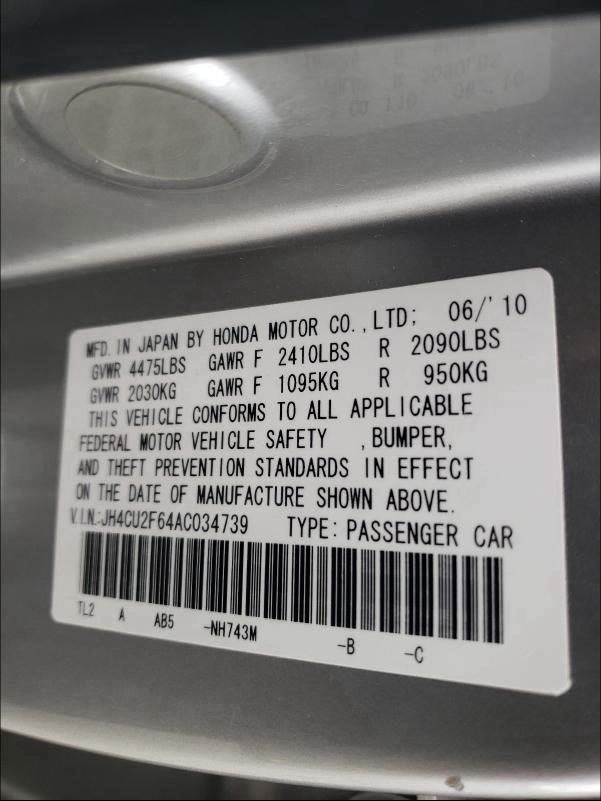 MFD. IN JAPAN BY HONDA MOTOR CO., LTD; 06/'10
GVWR 4475LBS GAWR F 2410LBS R 2090LBS
GVWR 2030KG GAWR F 1095KG R 950KG
THIS VEHICLE CONFORMS TO ALL APPLICABLE
FEDERAL MOTOR VEHICLE SAFETY , BUMPER,
AND THEFT PREVENTION STANDARDS IN EFFECT
ON THE DATE OF MANUFACTURE SHOWN ABOVE.
V.I.N.:JH4CU2F64AC034739 TYPE: PASSENGER CAR
TL2 A AB5 -NH743M -B -C